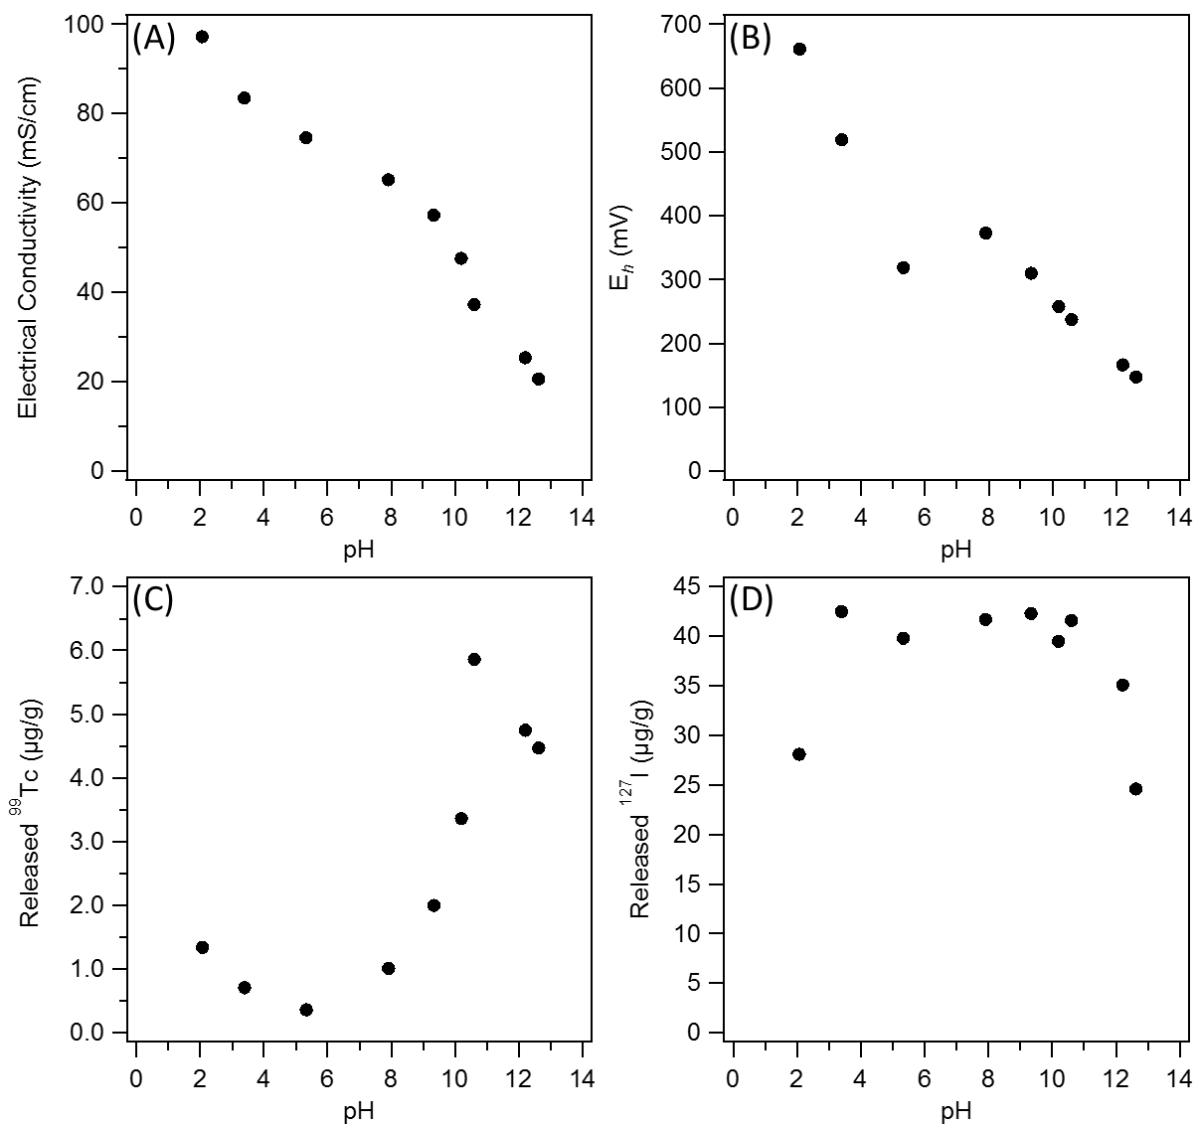 (A)
Electrical Conductivity (mS/cm)
100
80
60
40
20
0
0 2 4 6 8 10 12 14
pH
(B)
E_h (mV)
700
600
500
400
300
200
100
0
0 2 4 6 8 10 12 14
pH
(C)
Released ⁹⁹Tc (µg/g)
7.0
6.0
5.0
4.0
3.0
2.0
1.0
0.0
0 2 4 6 8 10 12 14
pH
(D)
Released ¹²⁷I (µg/g)
45
40
35
30
25
20
15
10
5
0
0 2 4 6 8 10 12 14
pH